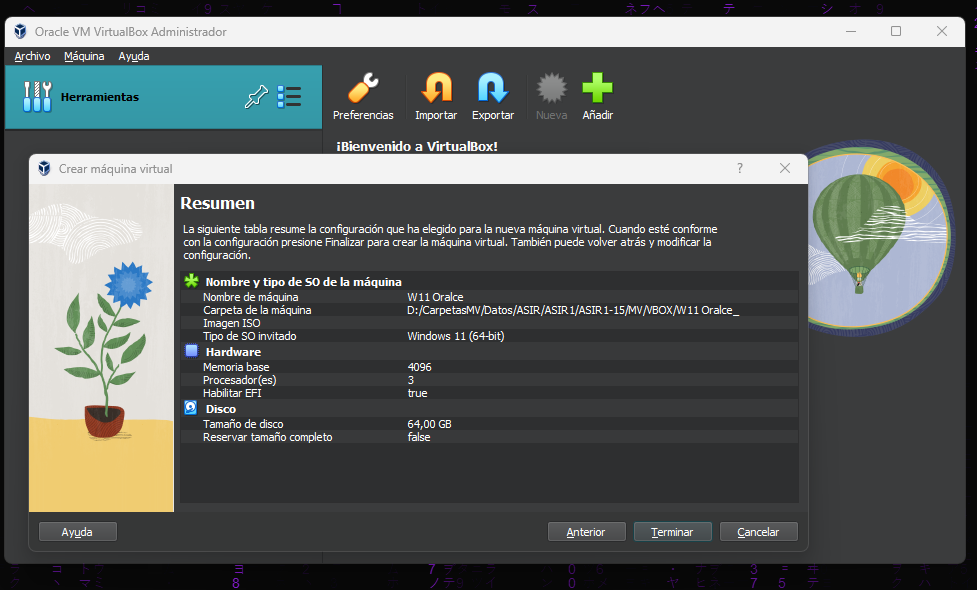 Oracle VM VirtualBox Administrador
Archivo Máquina Ayuda
Herramientas
Preferencias Importar Exportar Nueva Añadir
¡Bienvenido a VirtualBox!
Crear máquina virtual ?
Resumen
La siguiente tabla resume la configuración que ha elegido para la nueva máquina virtual. Cuando esté conforme
con la configuración presione Finalizar para crear la máquina virtual. También puede volver atrás y modificar la
configuración.
Nombre y tipo de SO de la máquina
Nombre de máquina W11 Oralce
Carpeta de la máquina D:/CarpetasMV/Datos/ASIR/ASIR1/ASIR1-15/MV/VBOX/W11 Oralce_
Imagen ISO
Tipo de SO invitado Windows 11 (64-bit)
Hardware
Memoria base 4096
Procesador(es) 3
Habilitar EFI true
Disco
Tamaño de disco 64,00 GB
Reservar tamaño completo false
Ayuda Anterior Terminar Cancelar